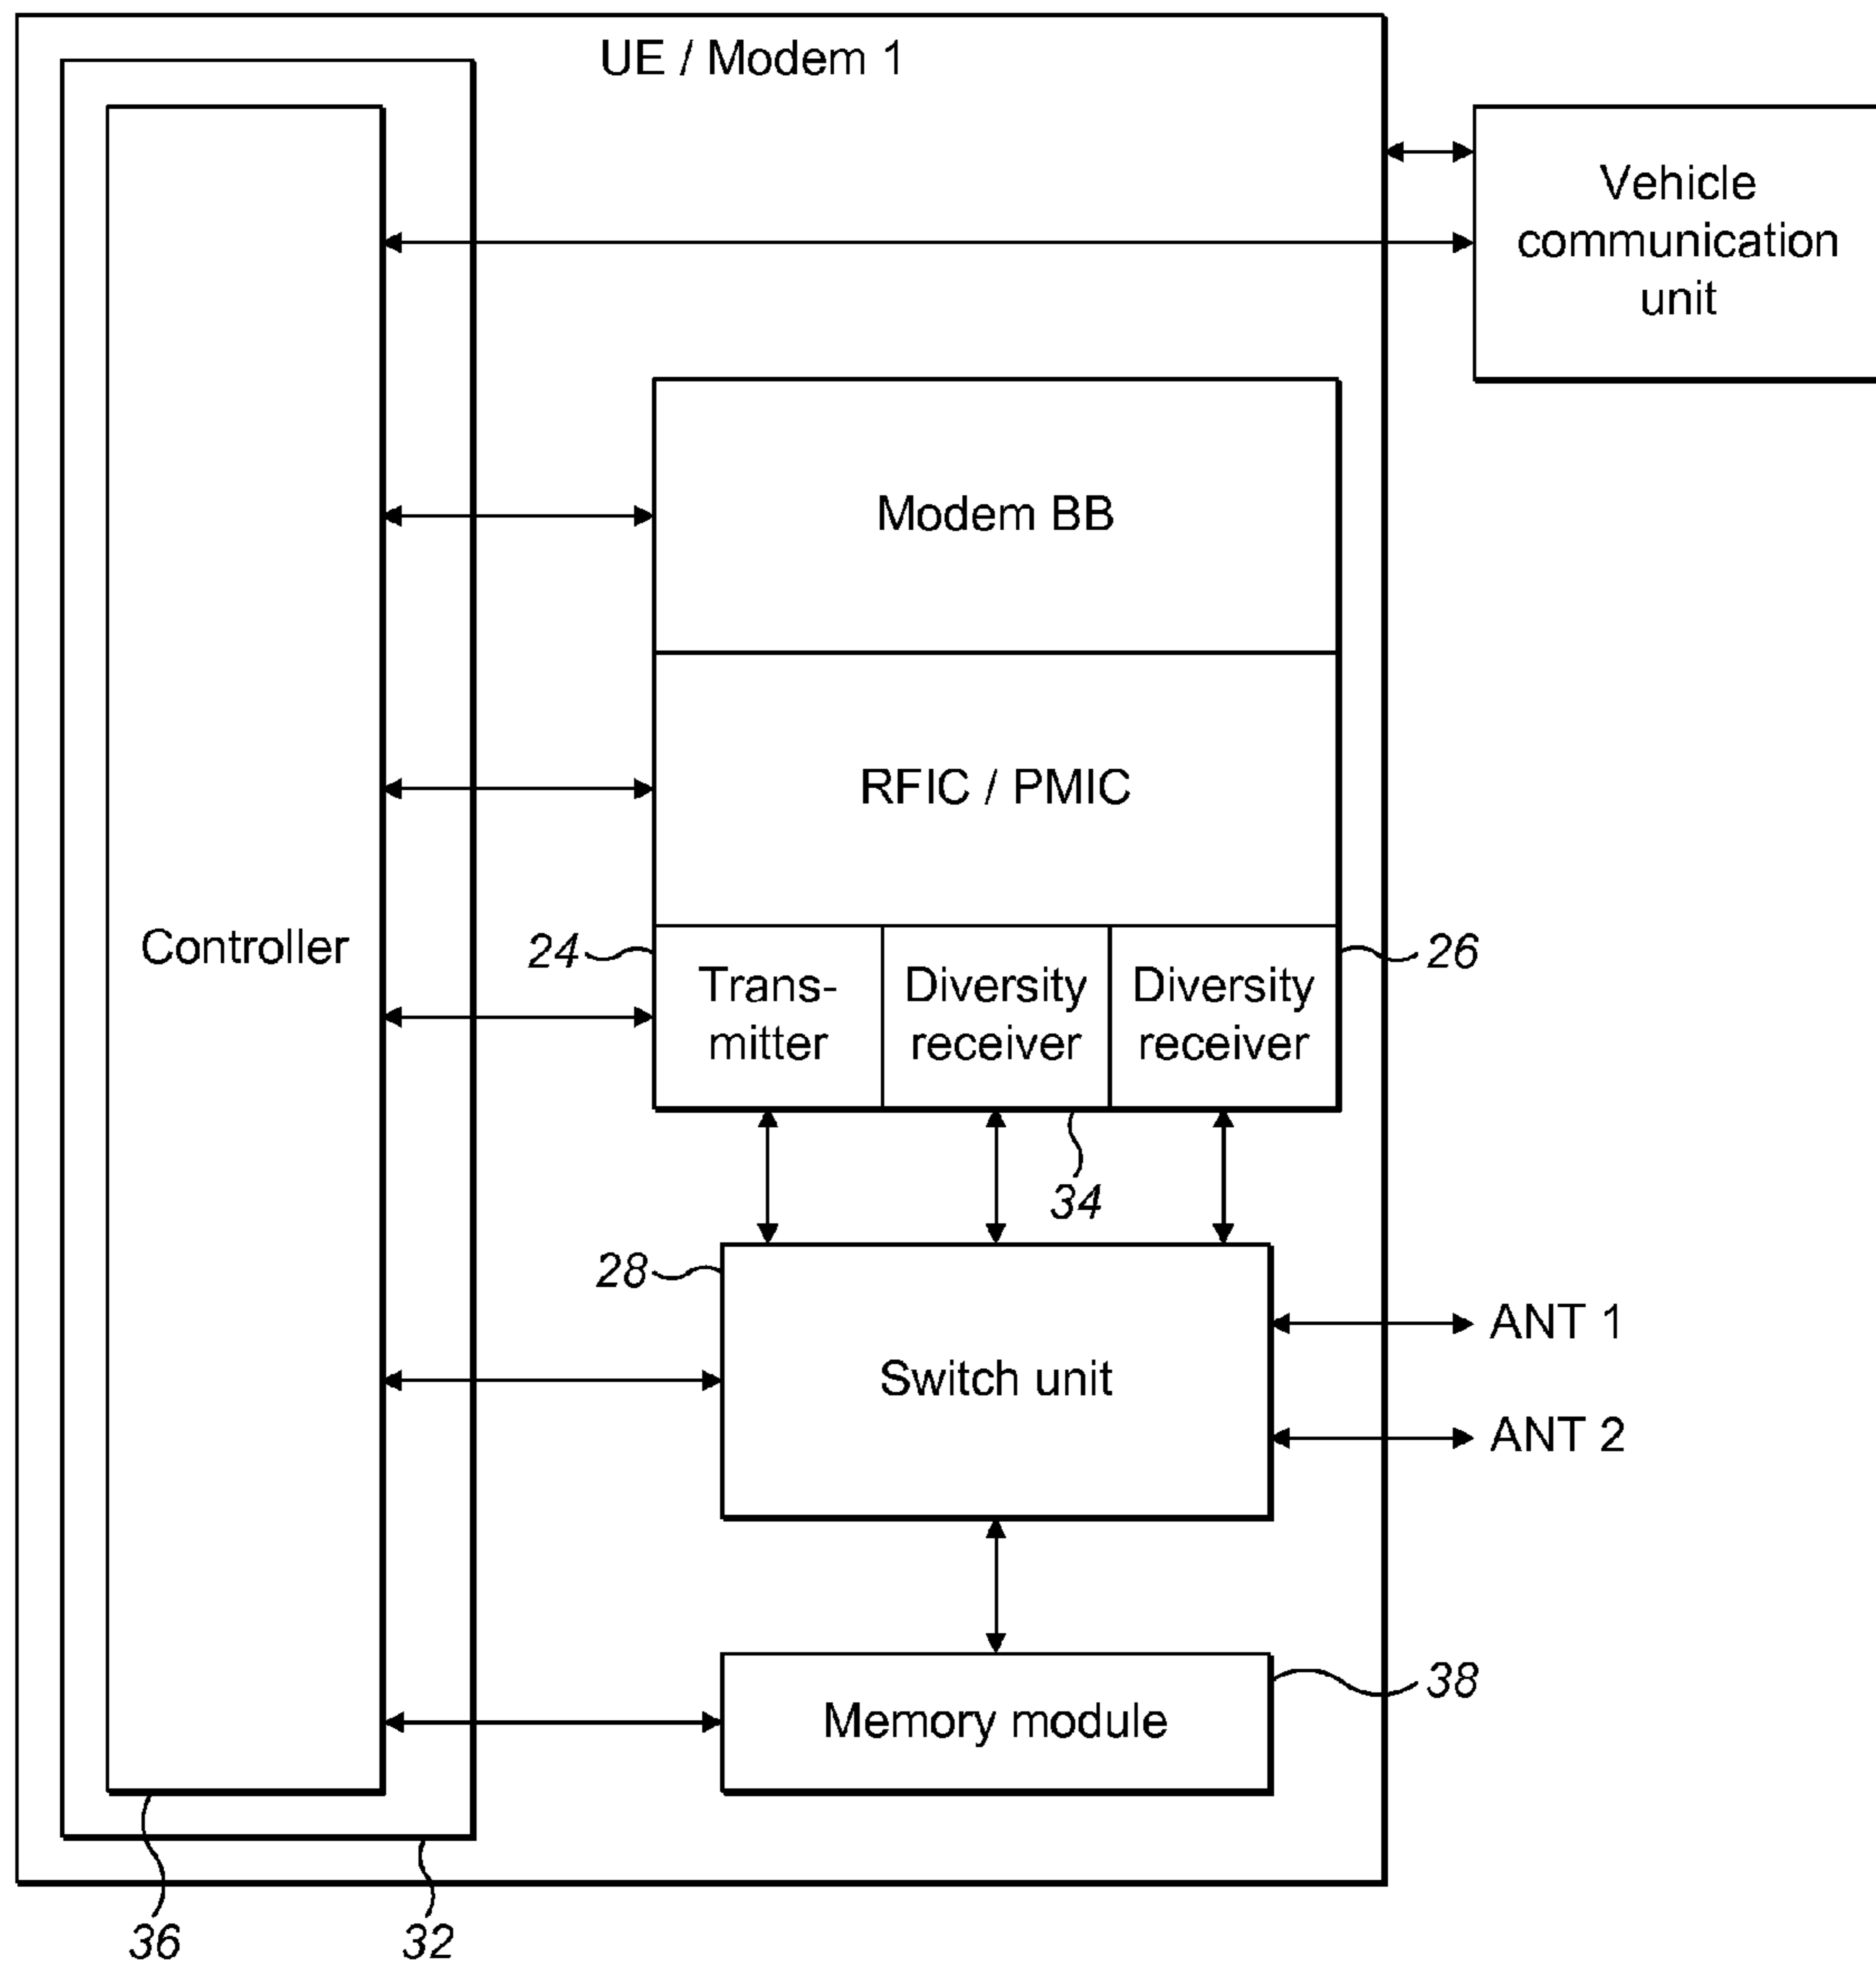 UE / Modem 1
Vehicle
communication
unit
Modem BB
RFIC / PMIC
Controller
24
Trans-
mitter
Diversity
receiver
Diversity
receiver
26
34
28
Switch unit
ANT 1
ANT 2
Memory module
38
36
32